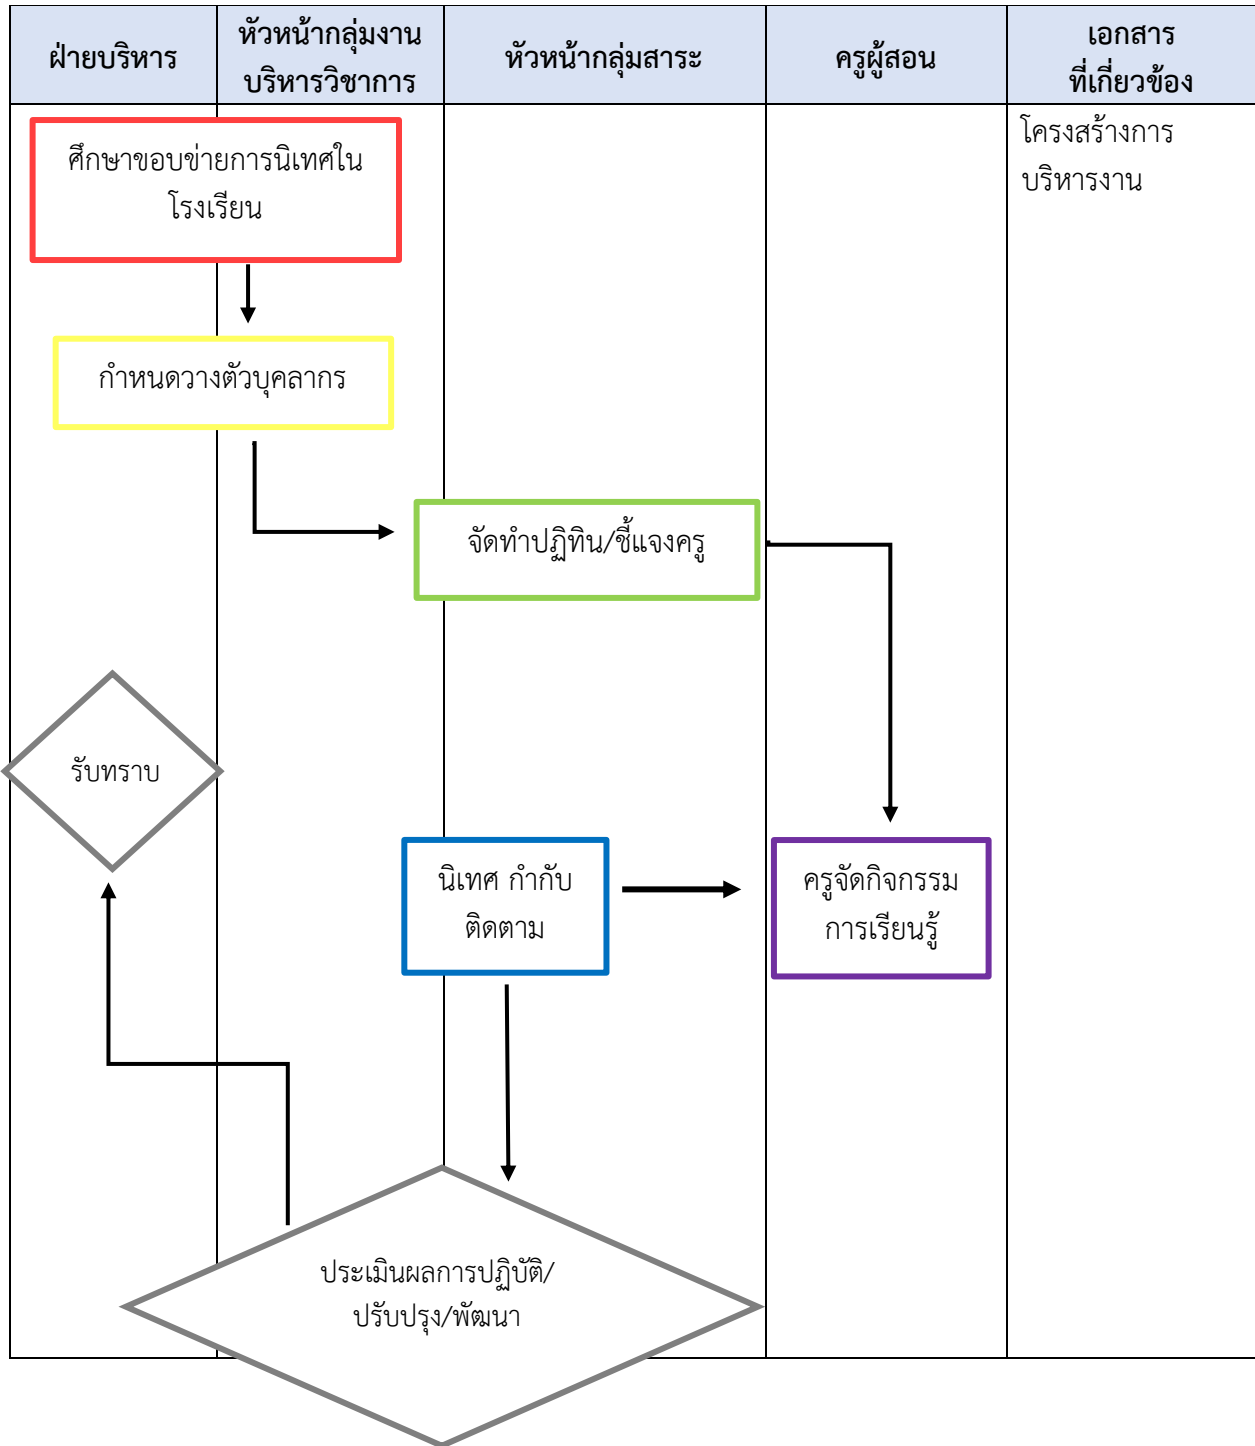 ฝ่ายบริหาร
หัวหน้ากลุ่มงาน
บริหารวิชาการ
หัวหน้ากลุ่มสาระ
ครูผู้สอน
เอกสาร
ที่เกี่ยวข้อง
โครงสร้างการ
บริหารงาน
ศึกษาขอบข่ายการนิเทศใน
โรงเรียน
กำหนดวางตัวบุคลากร
จัดทำปฏิทิน/ชี้แจงครู
รับทราบ
นิเทศ กำกับ
ติดตาม
ครูจัดกิจกรรม
การเรียนรู้
ประเมินผลการปฏิบัติ/
ปรับปรุง/พัฒนา